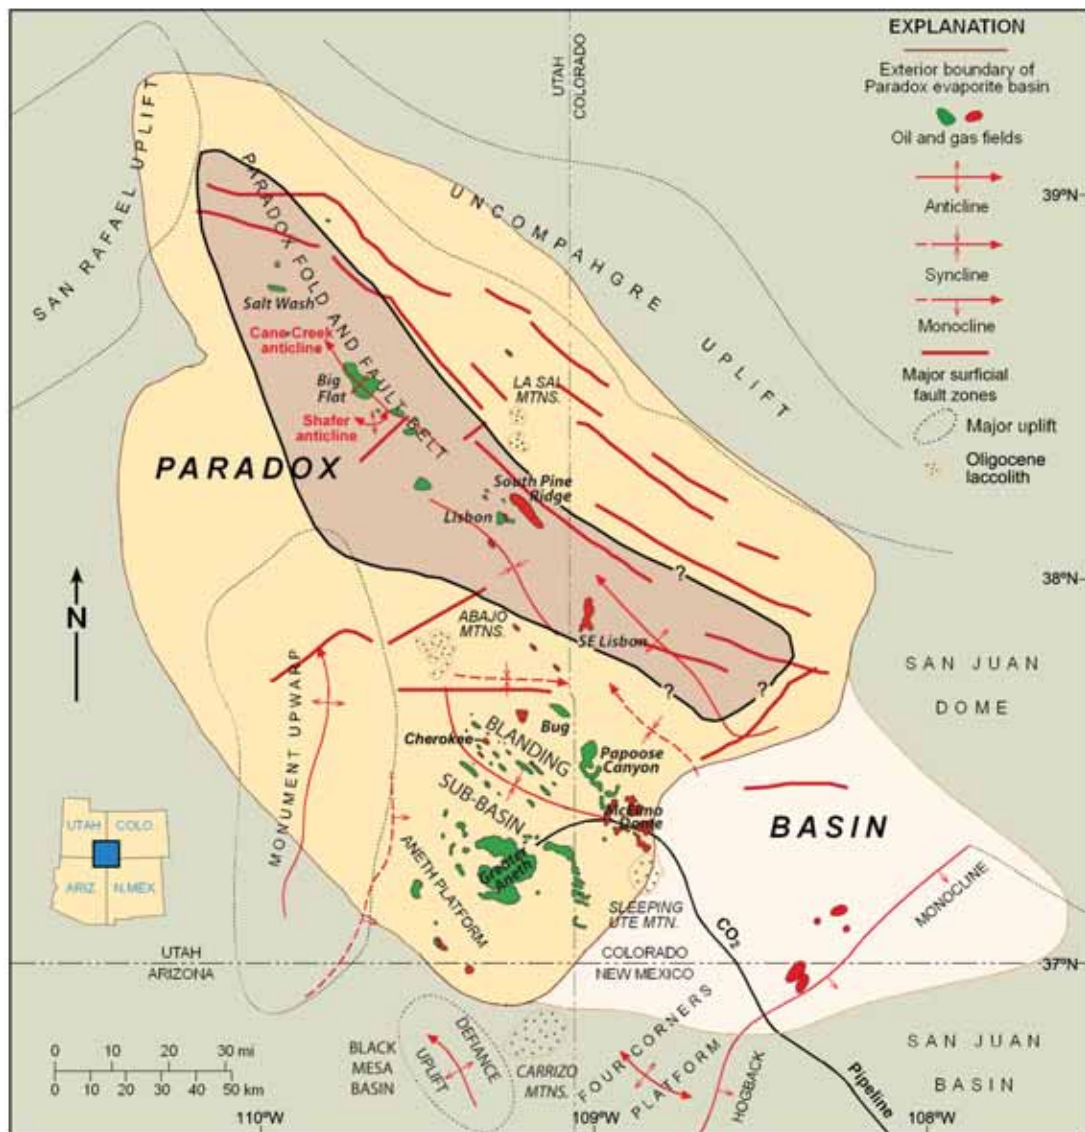 EXPLANATION
Exterior boundary of
Paradox evaporite basin
Oil and gas fields
Anticline
Syncline
Monocline
Major surficial
fault zones
Major uplift
Oligocene
laccolith
UTAH
COLORADO
SAN RAFAEL UPLIFT
PARADOX FOLD AND FAULT BELT
UNCOMPAHGRE UPLIFT
39ºN
Salt Wash
Cane Creek
anticline
Big
Flat
LA SAL
MTNS.
Shafer
anticline
PARADOX
South Pine
Ridge
Lisbon
?
38ºN
N
ABAJO
MTNS.
SE Lisbon
?
?
SAN JUAN
DOME
MONUMENT UPWARP
Bug
Cherokee
BLANDING
SUB-BASIN
Papoose
Canyon
McElmo
Dome
BASIN
UTAH
COLO.
ARIZ.
N.MEX
Greater
Aneth
ANETH PLATFORM
SLEEPING
UTE MTN.
MONOCLINE
CO2
UTAH
ARIZONA
COLORADO
NEW MEXICO
37ºN
0 10 20 30 mi
0 10 20 30 40 50 km
BLACK
MESA
BASIN
DEFIANCE
UPLIFT
CARRIZO
MTNS.
FOUR CORNERS
PLATFORM
HOGBACK
Pipeline
SAN JUAN
BASIN
110ºW
109ºW
108ºW